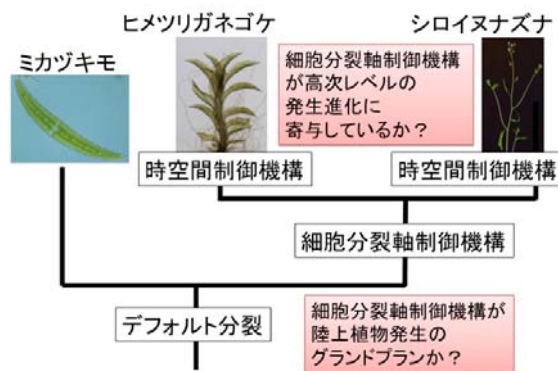 ヒメツリガネゴケ
シロイヌナズナ
ミカヅキモ
細胞分裂軸制御機構
が高次レベルの
発生進化に
寄与しているか？
時空間制御機構
時空間制御機構
細胞分裂軸制御機構
デフォルト分裂
細胞分裂軸制御機構が
陸上植物発生の
グランドプランか？